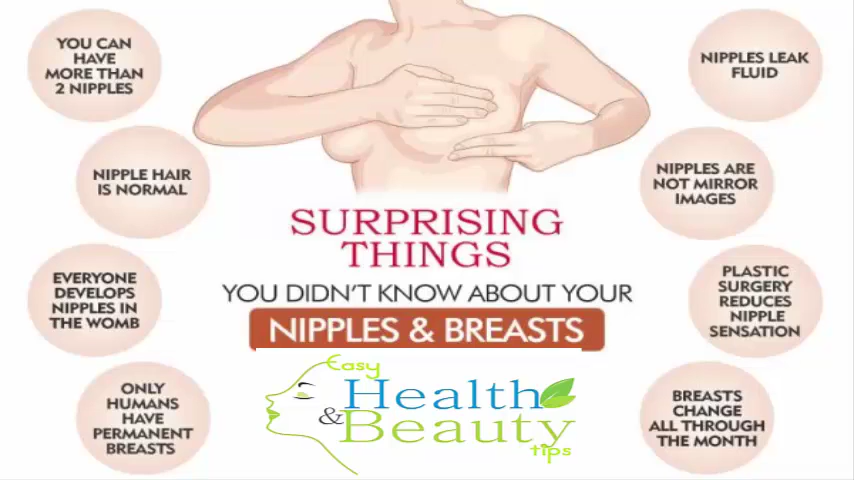 YOU CAN
HAVE
MORE THAN
2 NIPPLES
NIPPLE HAIR
IS NORMAL
EVERYONE
DEVELOPS
NIPPLES IN
THE WOMB
ONLY
HUMANS
HAVE
PERMANENT
BREASTS
SURPRISING
THINGS
YOU DIDN'T KNOW ABOUT YOUR
NIPPLES & BREASTS
Easy
Health
& Beauty
tips
NIPPLES LEAK
FLUID
NIPPLES ARE
NOT MIRROR
IMAGES
PLASTIC
SURGERY
REDUCES
NIPPLE
SENSATION
BREASTS
CHANGE
ALL THROUGH
THE MONTH